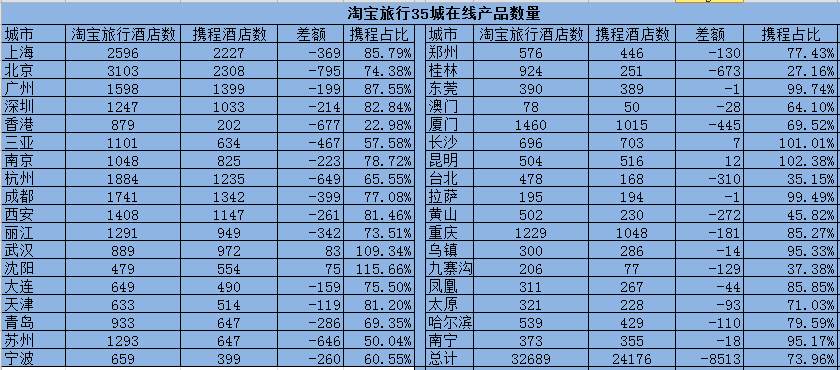 淘宝旅行35城在线产品数量
城市 淘宝旅行酒店数 携程酒店数 差额 携程占比 城市 淘宝旅行酒店数 携程酒店数 差额 携程占比
上海 2596 2227 -369 85.79% 郑州 576 446 -130 77.43%
北京 3103 2308 -795 74.38% 桂林 924 251 -673 27.16%
广州 1598 1399 -199 87.55% 东莞 390 389 -1 99.74%
深圳 1247 1033 -214 82.84% 澳门 78 50 -28 64.10%
香港 879 202 -677 22.98% 厦门 1460 1015 -445 69.52%
三亚 1101 634 -467 57.58% 长沙 696 703 7 101.01%
南京 1048 825 -223 78.72% 昆明 504 516 12 102.38%
杭州 1884 1235 -649 65.55% 台北 478 168 -310 35.15%
成都 1741 1342 -399 77.08% 拉萨 195 194 -1 99.49%
西安 1408 1147 -261 81.46% 黄山 502 230 -272 45.82%
丽江 1291 949 -342 73.51% 重庆 1229 1048 -181 85.27%
武汉 889 972 83 109.34% 乌镇 300 286 -14 95.33%
沈阳 479 554 75 115.66% 九寨沟 206 77 -129 37.38%
大连 649 490 -159 75.50% 凤凰 311 267 -44 85.85%
天津 633 514 -119 81.20% 太原 321 228 -93 71.03%
青岛 933 647 -286 69.35% 哈尔滨 539 429 -110 79.59%
苏州 1293 647 -646 50.04% 南宁 373 355 -18 95.17%
宁波 659 399 -260 60.55% 总计 32689 24176 -8513 73.96%